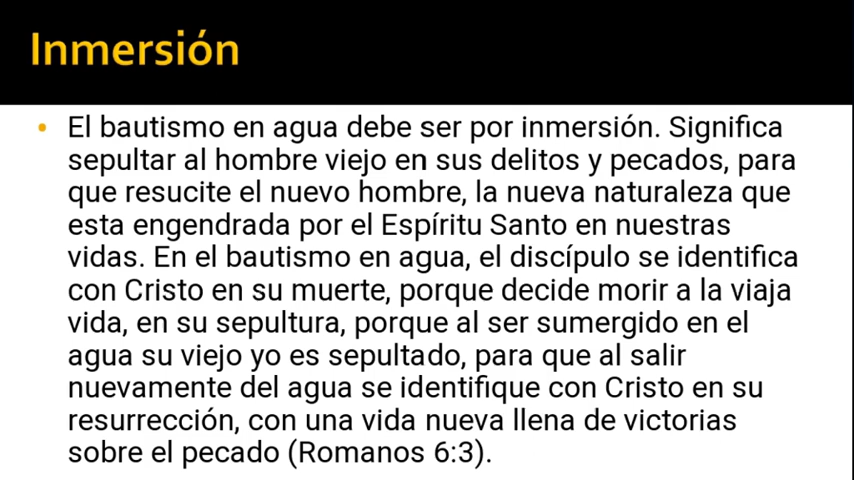 Inmersión
• El bautismo en agua debe ser por inmersión. Significa
sepultar al hombre viejo en sus delitos y pecados, para
que resucite el nuevo hombre, la nueva naturaleza que
esta engendrada por el Espíritu Santo en nuestras
vidas. En el bautismo en agua, el discípulo se identifica
con Cristo en su muerte, porque decide morir a la viaja
vida, en su sepultura, porque al ser sumergido en el
agua su viejo yo es sepultado, para que al salir
nuevamente del agua se identifique con Cristo en su
resurrección, con una vida nueva llena de victorias
sobre el pecado (Romanos 6:3).